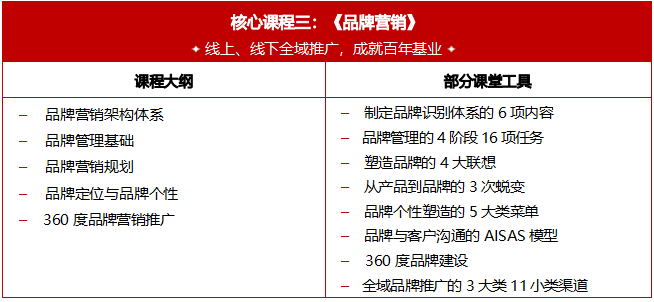 核心课程三：《品牌营销》
✦ 线上、线下全域推广，成就百年基业 ✦
课程大纲
– 品牌营销架构体系
– 品牌管理基础
– 品牌营销规划
– 品牌定位与品牌个性
– 360 度品牌营销推广
部分课堂工具
– 制定品牌识别体系的 6 项内容
– 品牌管理的 4 阶段 16 项任务
– 塑造品牌的 4 大联想
– 从产品到品牌的 3 次蜕变
– 品牌个性塑造的 5 大类菜单
– 品牌与客户沟通的 AISAS 模型
– 360 度品牌建设
– 全域品牌推广的 3 大类 11 小类渠道